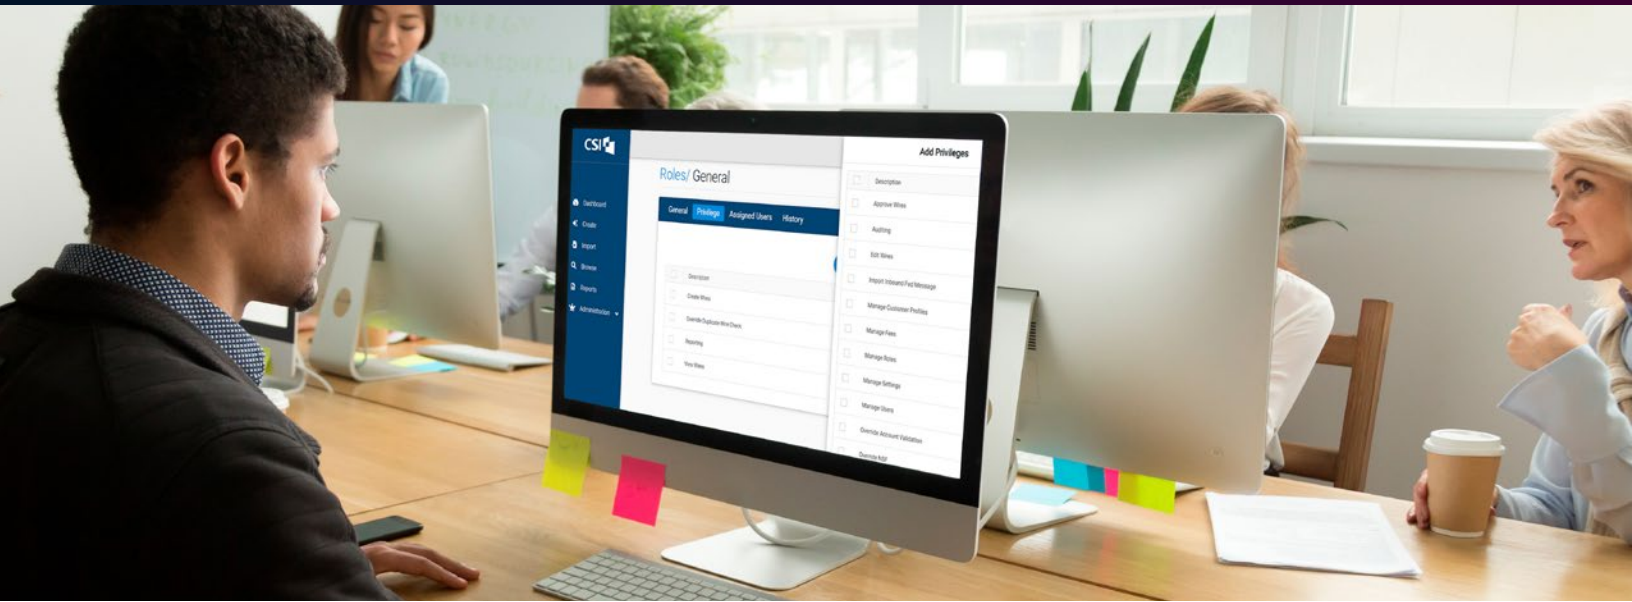 CSI
Dashboard
Create
Import
Browse
Reports
Administration
Roles/ General
General Privilege Assigned Users History
Description
Create Wires
Override Duplicate Wire Check
Reporting
View Wires
Add Privileges
Description
Approve Wires
Auditing
Edit Wires
Import Inbound Fed Message
Manage Customer Profiles
Manage Fees
Manage Roles
Manage Settings
Manage Users
Override Account Validation
Override NSF